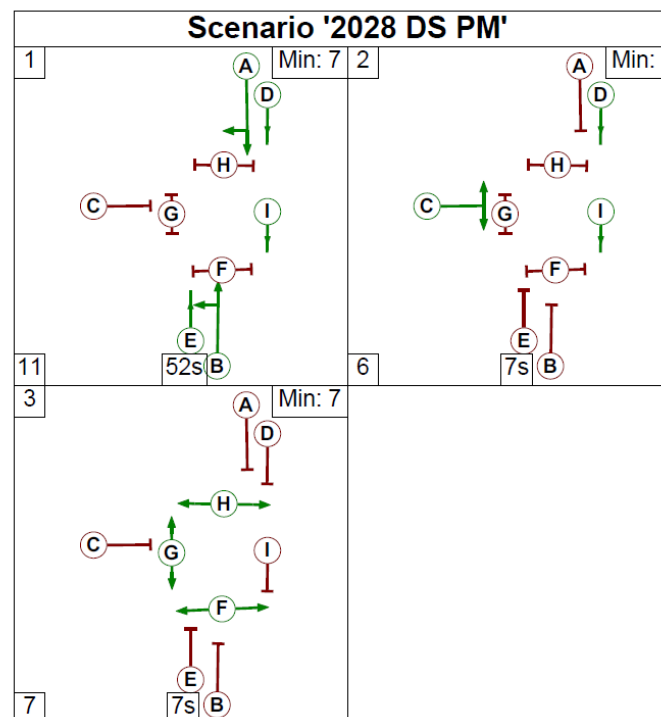 Scenario '2028 DS PM'
1
Min: 7
A
D
H
C
G
I
F
E
B
11
52s
2
Min:
A
D
H
C
G
I
F
E
B
6
7s
3
Min: 7
A
D
H
C
G
I
F
E
B
7
7s